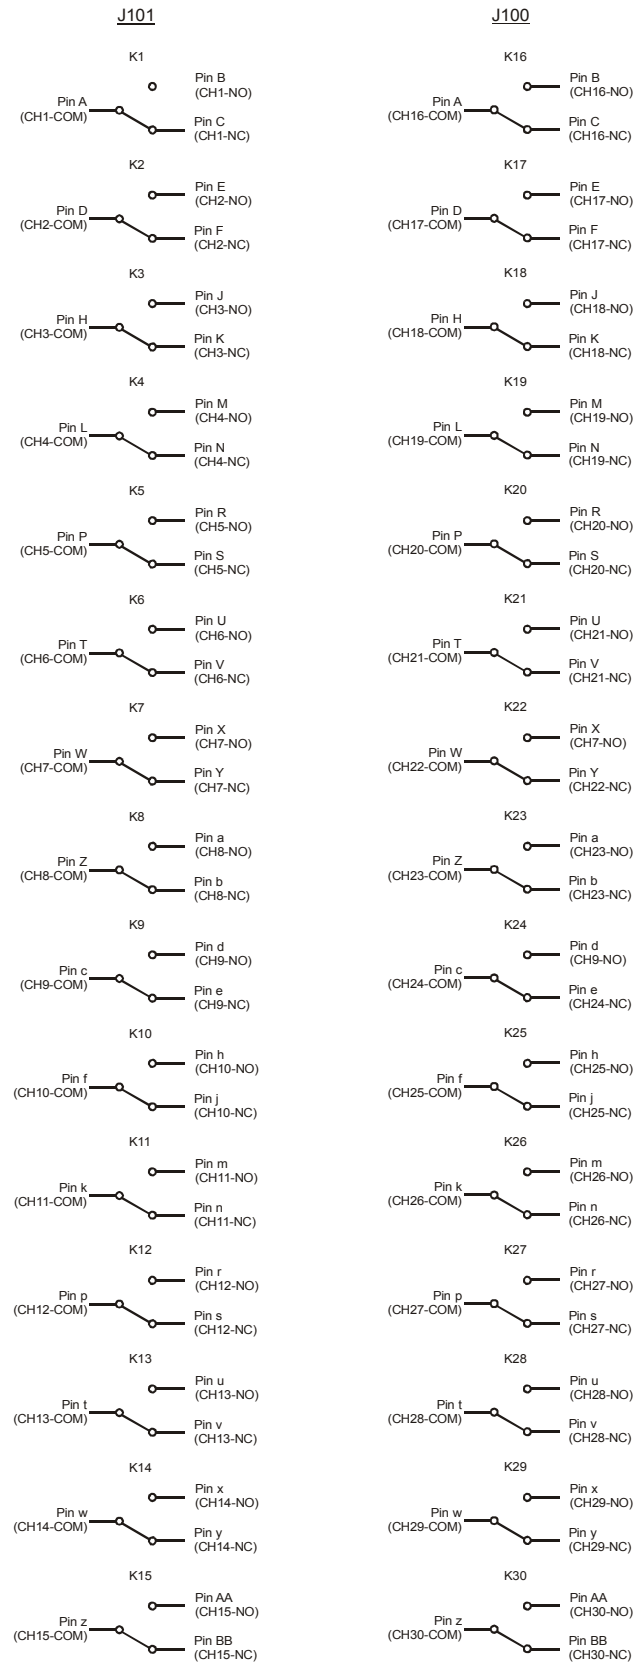 J101
K1
Pin B
(CH1-NO)
Pin A
(CH1-COM)
Pin C
(CH1-NC)
K2
Pin E
(CH2-NO)
Pin D
(CH2-COM)
Pin F
(CH2-NC)
K3
Pin J
(CH3-NO)
Pin H
(CH3-COM)
Pin K
(CH3-NC)
K4
Pin M
(CH4-NO)
Pin L
(CH4-COM)
Pin N
(CH4-NC)
K5
Pin R
(CH5-NO)
Pin P
(CH5-COM)
Pin S
(CH5-NC)
K6
Pin U
(CH6-NO)
Pin T
(CH6-COM)
Pin V
(CH6-NC)
K7
Pin X
(CH7-NO)
Pin W
(CH7-COM)
Pin Y
(CH7-NC)
K8
Pin a
(CH8-NO)
Pin Z
(CH8-COM)
Pin b
(CH8-NC)
K9
Pin d
(CH9-NO)
Pin c
(CH9-COM)
Pin e
(CH9-NC)
K10
Pin h
(CH10-NO)
Pin f
(CH10-COM)
Pin j
(CH10-NC)
K11
Pin m
(CH11-NO)
Pin k
(CH11-COM)
Pin n
(CH11-NC)
K12
Pin r
(CH12-NO)
Pin p
(CH12-COM)
Pin s
(CH12-NC)
K13
Pin u
(CH13-NO)
Pin t
(CH13-COM)
Pin v
(CH13-NC)
K14
Pin x
(CH14-NO)
Pin w
(CH14-COM)
Pin y
(CH14-NC)
K15
Pin AA
(CH15-NO)
Pin z
(CH15-COM)
Pin BB
(CH15-NC)
J100
K16
Pin B
(CH16-NO)
Pin A
(CH16-COM)
Pin C
(CH16-NC)
K17
Pin E
(CH17-NO)
Pin D
(CH17-COM)
Pin F
(CH17-NC)
K18
Pin J
(CH18-NO)
Pin H
(CH18-COM)
Pin K
(CH18-NC)
K19
Pin M
(CH19-NO)
Pin L
(CH19-COM)
Pin N
(CH19-NC)
K20
Pin R
(CH20-NO)
Pin P
(CH20-COM)
Pin S
(CH20-NC)
K21
Pin U
(CH21-NO)
Pin T
(CH21-COM)
Pin V
(CH21-NC)
K22
Pin X
(CH7-NO)
Pin W
(CH22-COM)
Pin Y
(CH22-NC)
K23
Pin a
(CH23-NO)
Pin Z
(CH23-COM)
Pin b
(CH23-NC)
K24
Pin d
(CH9-NO)
Pin c
(CH24-COM)
Pin e
(CH24-NC)
K25
Pin h
(CH25-NO)
Pin f
(CH25-COM)
Pin j
(CH25-NC)
K26
Pin m
(CH26-NO)
Pin k
(CH26-COM)
Pin n
(CH26-NC)
K27
Pin r
(CH27-NO)
Pin p
(CH27-COM)
Pin s
(CH27-NC)
K28
Pin u
(CH28-NO)
Pin t
(CH28-COM)
Pin v
(CH28-NC)
K29
Pin x
(CH29-NO)
Pin w
(CH29-COM)
Pin y
(CH29-NC)
K30
Pin AA
(CH30-NO)
Pin z
(CH30-COM)
Pin BB
(CH30-NC)